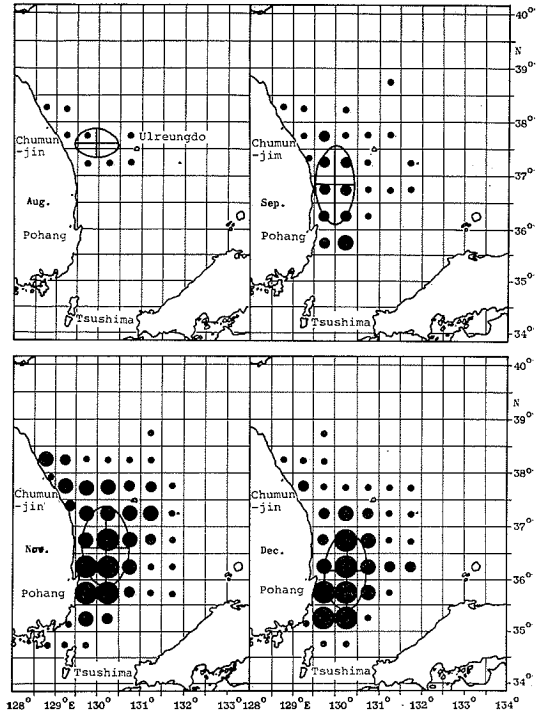 40°
N
39°
38°
37°
36°
35°
34°
Chumun
-jin
Ulreungdo
Aug.
Pohang
Tsushima
Chumun
-jim
Sep.
Pohang
Tsushima
40°
N
39°
38°
37°
36°
35°
34°
Chumun
-jin
Nov.
Pohang
Tsushima
Chumun
-jin
Dec.
Pohang
Tsushima
128° 129°E 130° 131° 132° 133° 128° 129° 130° 131° 132° 133° 134°